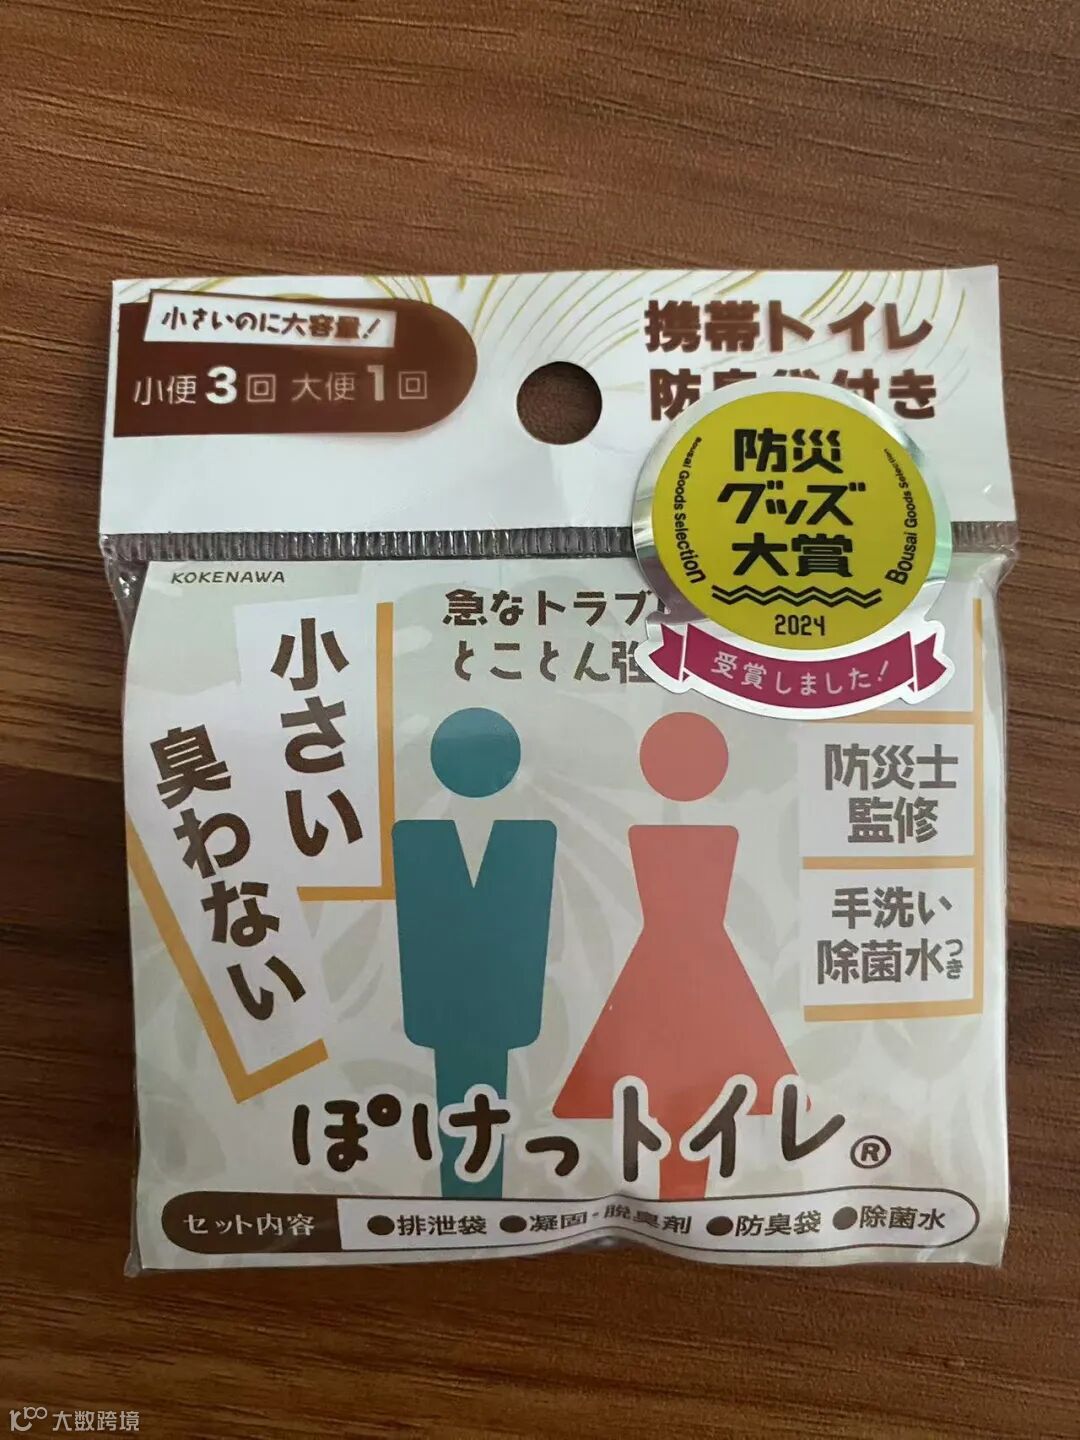 小さいのに大容量!
小便3回 大便1回
携帯トイレ
防臭袋付き
防災
グッズ
大賞
Bousai Goods Selection
Bousai Goods Selection
2024
受賞しました!
KOKENAWA
急なトラブ
とことん強
小さい
臭わない
防災士
監修
手洗い
除菌水つき
ぽけっトイレ®
セット内容 ●排泄袋 ●凝固・脱臭剤 ●防臭袋 ●除菌水
大数跨境